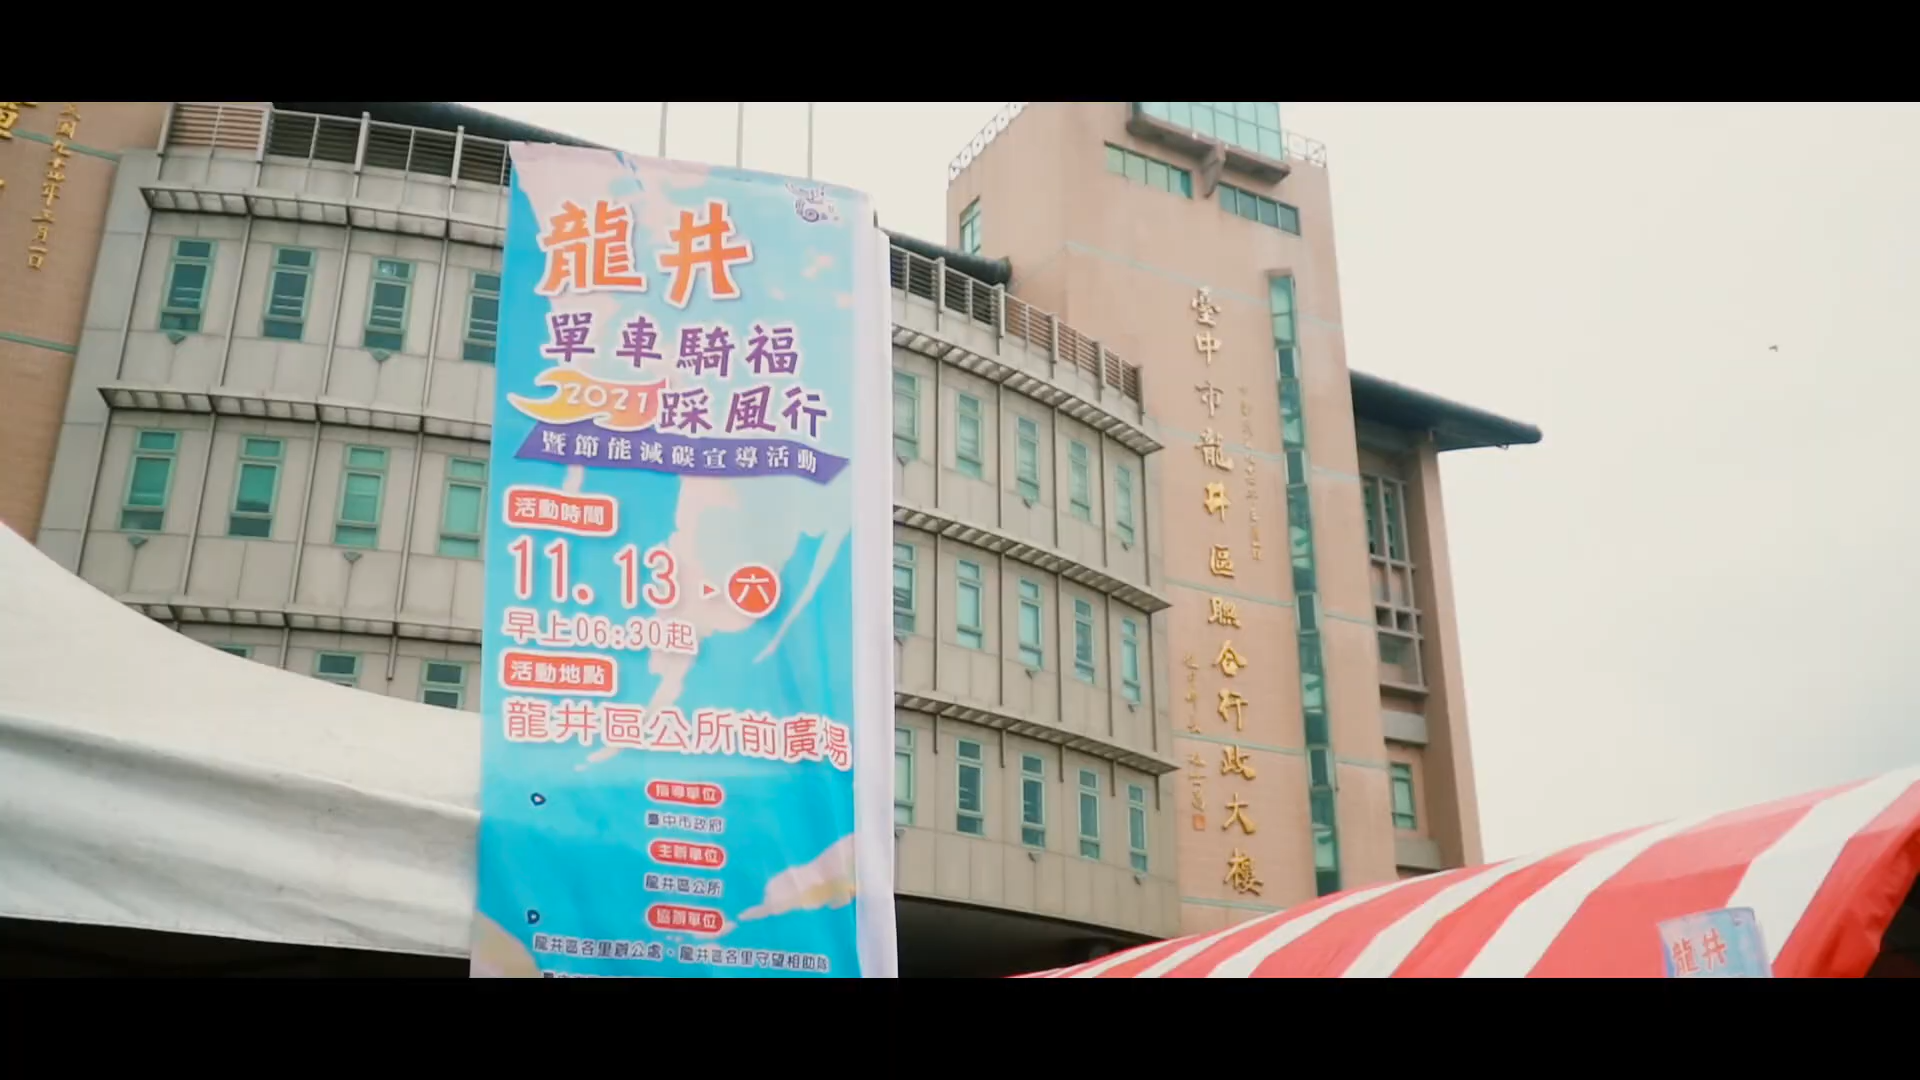 龍井
單車騎福
2021踩風行
暨節能減碳宣導活動
活動時間
11.13 六
早上06:30起
活動地點
龍井區公所前廣場
指導單位
臺中市政府
主辦單位
龍井區公所
協辦單位
龍井區各里辦公處、龍井區各里守望相助隊
臺中市龍井區聯合行政大樓
龍井